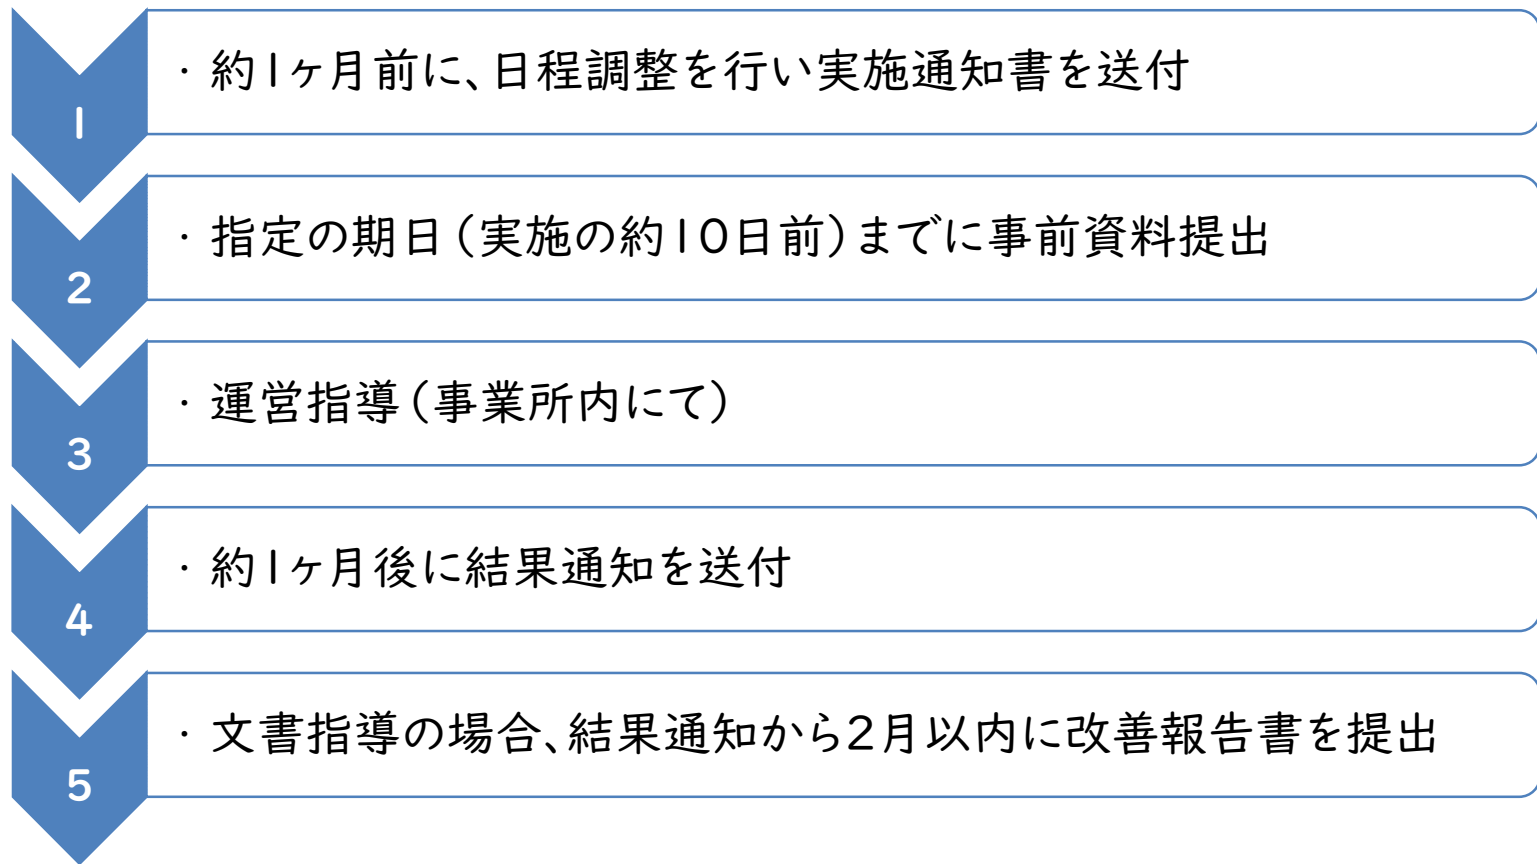 1
・約1ヶ月前に、日程調整を行い実施通知書を送付
2
・指定の期日(実施の約10日前)までに事前資料提出
3
・運営指導(事業所内にて)
4
・約1ヶ月後に結果通知を送付
5
・文書指導の場合、結果通知から2月以内に改善報告書を提出